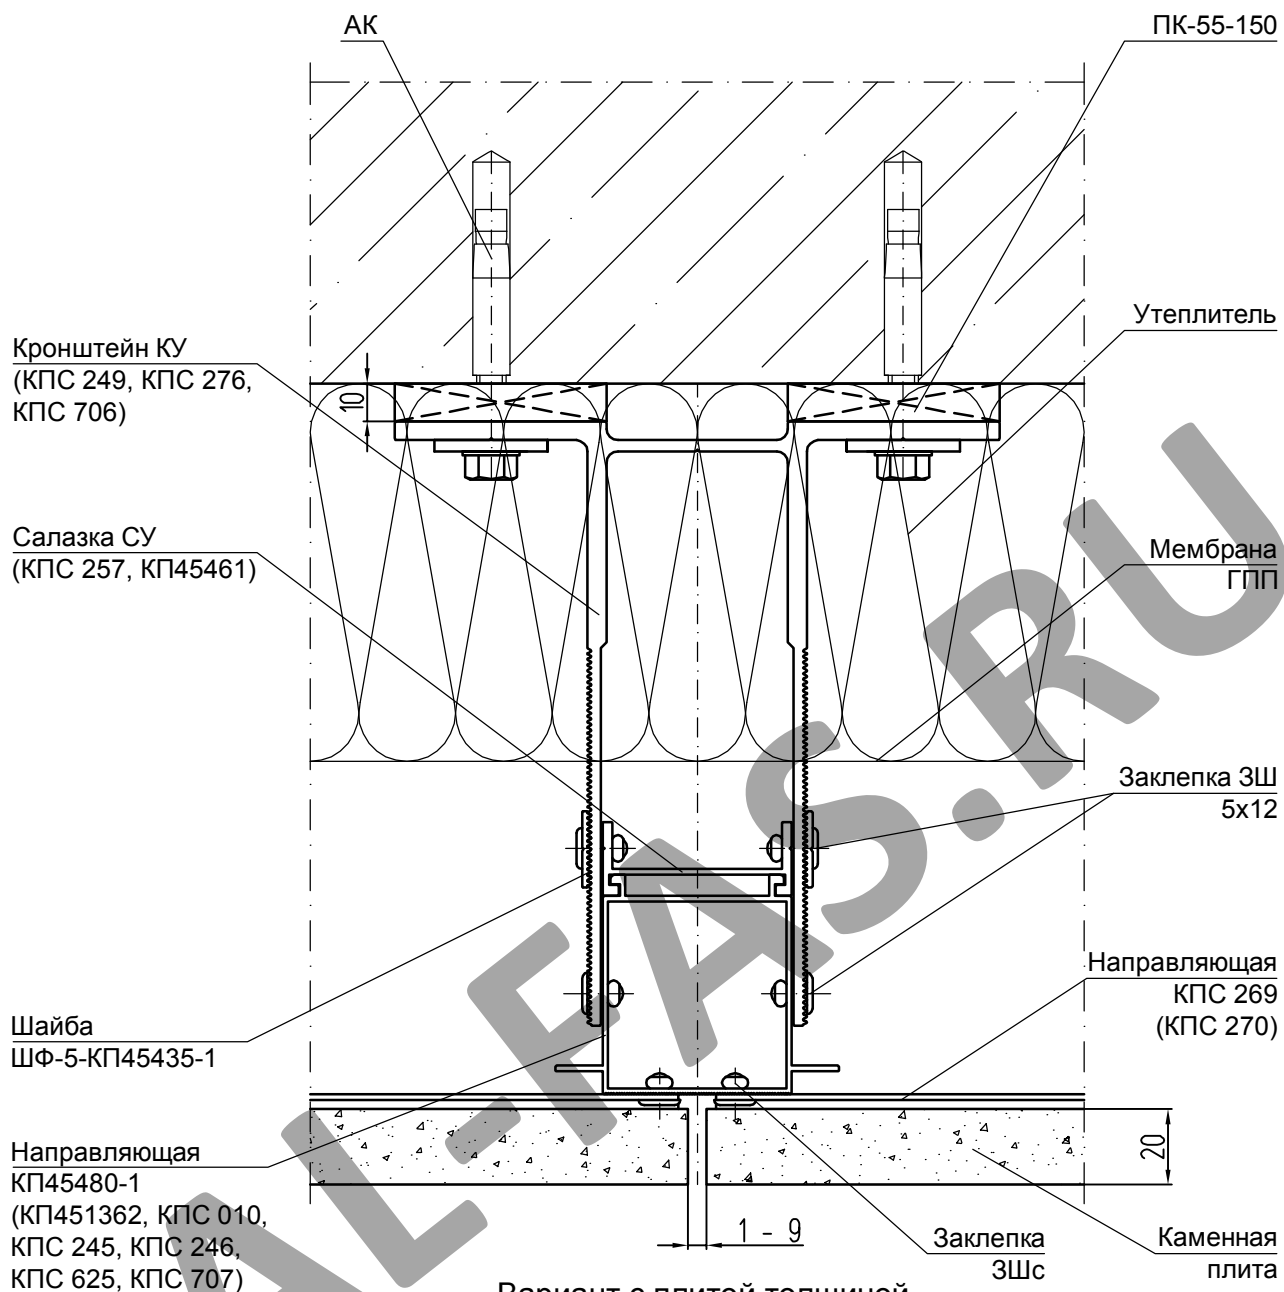 АК
ПК-55-150
Утеплитель
Кронштейн КУ
(КПС 249, КПС 276,
КПС 706)
10
Салазка СУ
(КПС 257, КП45461)
Мембрана
ГПП
Заклепка ЗШ
5х12
Направляющая
КПС 269
(КПС 270)
Шайба
ШФ-5-КП45435-1
20
Направляющая
КП45480-1
(КП451362, КПС 010,
КПС 245, КПС 246,
КПС 625, КПС 707)
1 - 9
Заклепка
ЗШс
Каменная
плита
Вариант с плитой толщиной
AL-FAS.RU